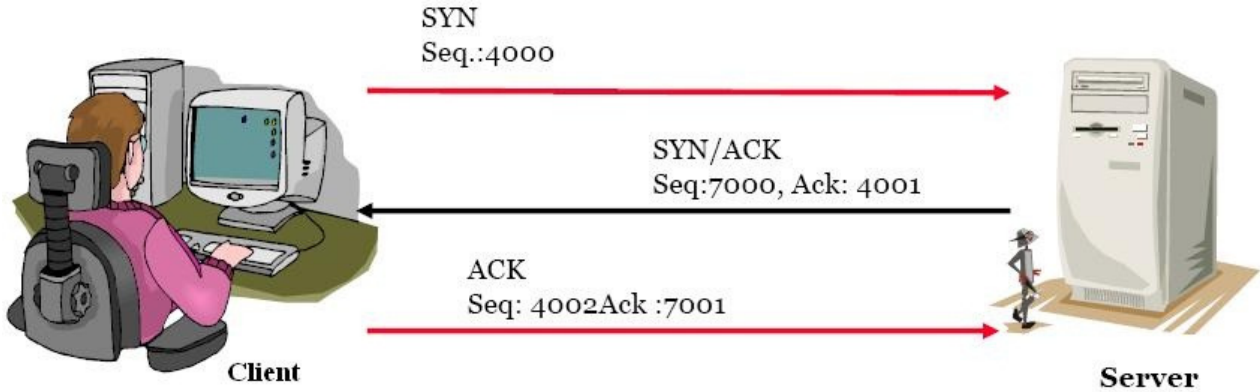 SYN
Seq.:4000
SYN/ACK
Seq:7000, Ack: 4001
ACK
Seq: 4002Ack :7001
Client
Server